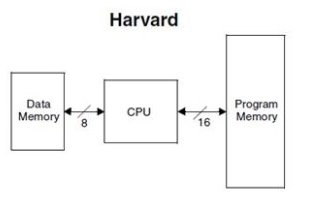 Harvard
Data
Memory
8
CPU
16
Program
Memory